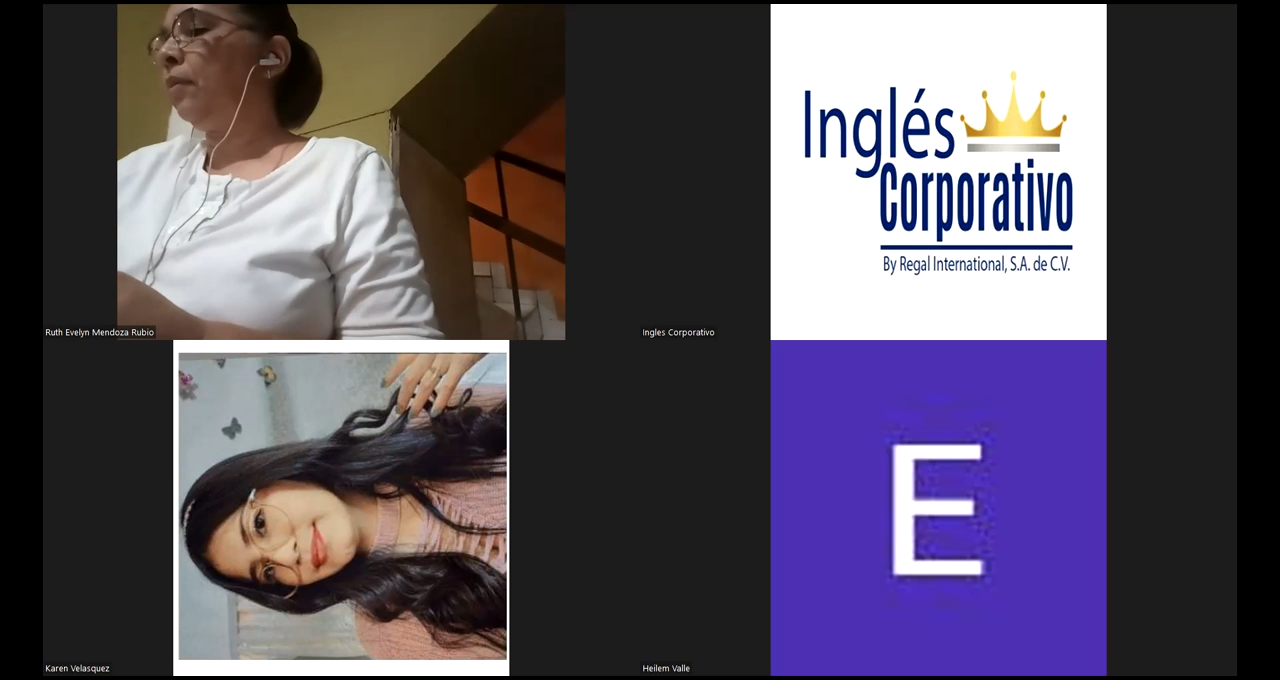 Inglés
Corporativo
By Regal International, S.A. de C.V.
Ruth Evelyn Mendoza Rubio
Ingles Corporativo
E
Karen Velasquez
Heilem Valle